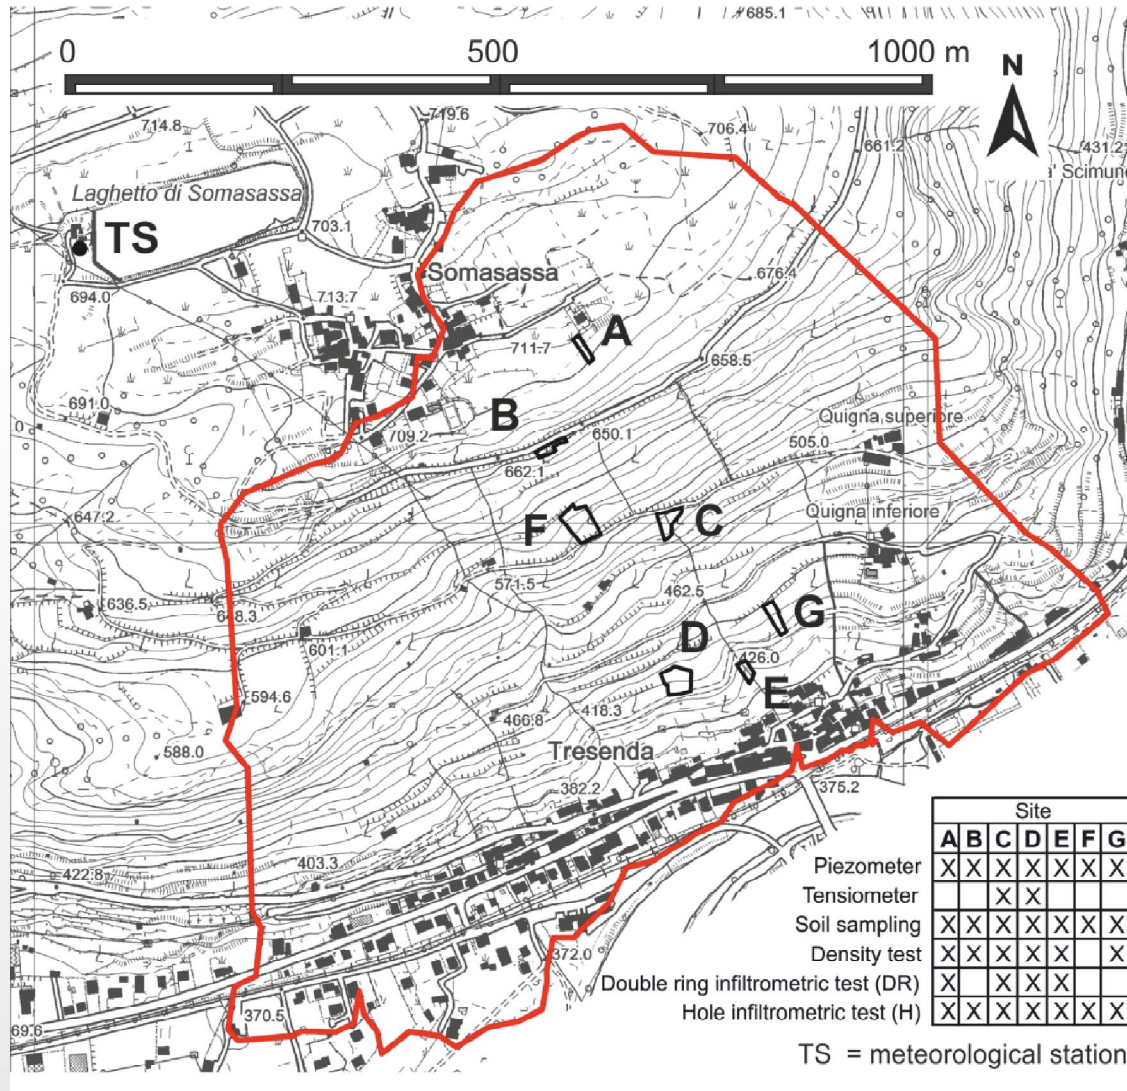 685.1
0 500 1000 m
N
719.6
714.8
706.4
661.2
431.2
Laghetto di Somasassa
TS
703.1
Somasassa
676.4
694.0
713.7
A
711.7
658.5
691.0
B
Quigna superiore
709.2
650.1
505.0
662.1
647.2
F
C
Quigna inferiore
571.5
462.5
636.5
G
D
601.1
426.0
594.6
E
466.8
418.3
588.0
Tresenda
382.2
375.2
403.3
422.8
372.0
370.5
69.6
Site
A B C D E F G
Piezometer X X X X X X X
Tensiometer X X
Soil sampling X X X X X X X
Density test X X X X X X
Double ring infiltrometric test (DR) X X X X
Hole infiltrometric test (H) X X X X X X X
TS = meteorological station